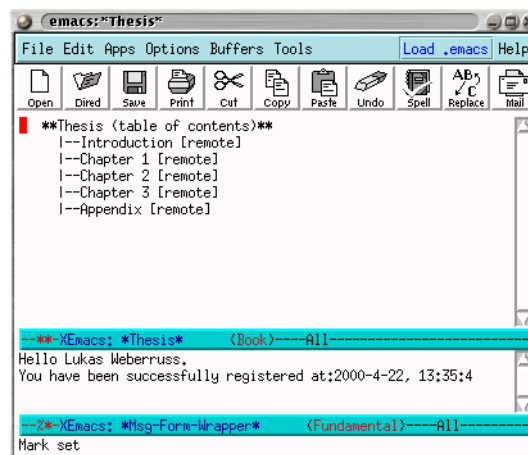 emacs: *Thesis*
File Edit Apps Options Buffers Tools Load .emacs Help
Open Dired Save Print Cut Copy Paste Undo Spell Replace Mail
**Thesis (table of contents)**
|--Introduction [remote]
|--Chapter 1 [remote]
|--Chapter 2 [remote]
|--Chapter 3 [remote]
|--Appendix [remote]
--**-XEmacs: *Thesis* (Book)----All----------------------
Hello Lukas Weberruss.
You have been successfully registered at:2000-4-22, 13:35:4
--%*-XEmacs: *Msg-Form-Wrapper* (Fundamental)----All--------
Mark set